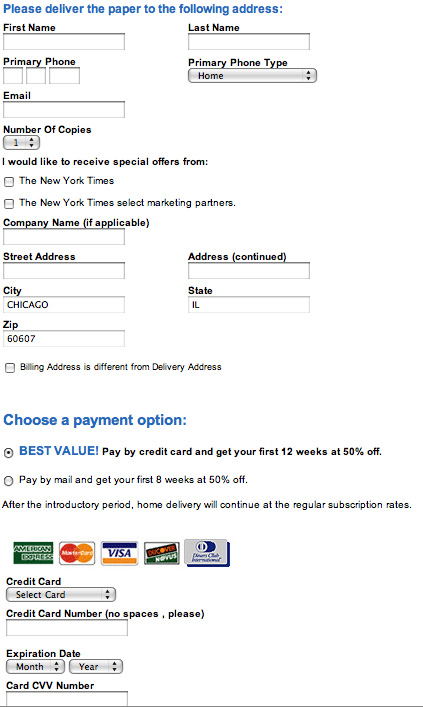 Please deliver the paper to the following address:
First Name Last Name
Primary Phone Primary Phone Type
Home
Email
Number Of Copies
1
I would like to receive special offers from:
The New York Times
The New York Times select marketing partners.
Company Name (if applicable)
Street Address Address (continued)
City State
CHICAGO IL
Zip
60607
Billing Address is different from Delivery Address
Choose a payment option:
BEST VALUE! Pay by credit card and get your first 12 weeks at 50% off.
Pay by mail and get your first 8 weeks at 50% off.
After the introductory period, home delivery will continue at the regular subscription rates.
AMERICAN EXPRESS MasterCard VISA DISCOVER NOVUS Diners Club International
Credit Card
Select Card
Credit Card Number (no spaces , please)
Expiration Date
Month Year
Card CVV Number